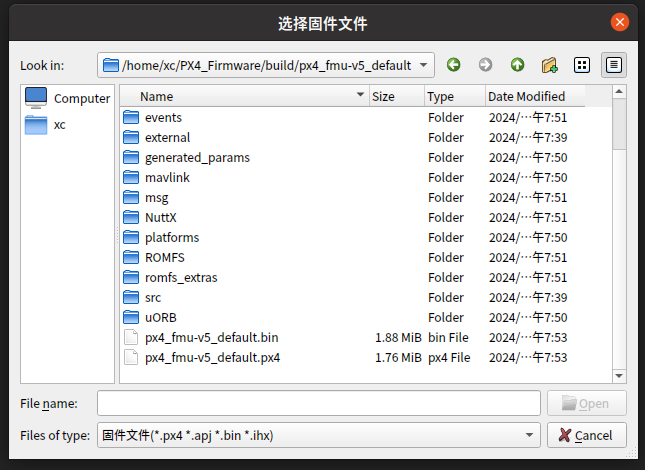 选择固件文件
Look in: /home/xc/PX4_Firmware/build/px4_fmu-v5_default
Computer
xc
Name Size Type Date Modified
events Folder 2024/…午7:51
external Folder 2024/…午7:39
generated_params Folder 2024/…午7:50
mavlink Folder 2024/…午7:50
msg Folder 2024/…午7:51
NuttX Folder 2024/…午7:51
platforms Folder 2024/…午7:50
ROMFS Folder 2024/…午7:51
romfs_extras Folder 2024/…午7:51
src Folder 2024/…午7:39
uORB Folder 2024/…午7:50
px4_fmu-v5_default.bin 1.88 MiB bin File 2024/…午7:53
px4_fmu-v5_default.px4 1.76 MiB px4 File 2024/…午7:53
File name: Open
Files of type: 固件文件(*.px4 *.apj *.bin *.ihx) Cancel